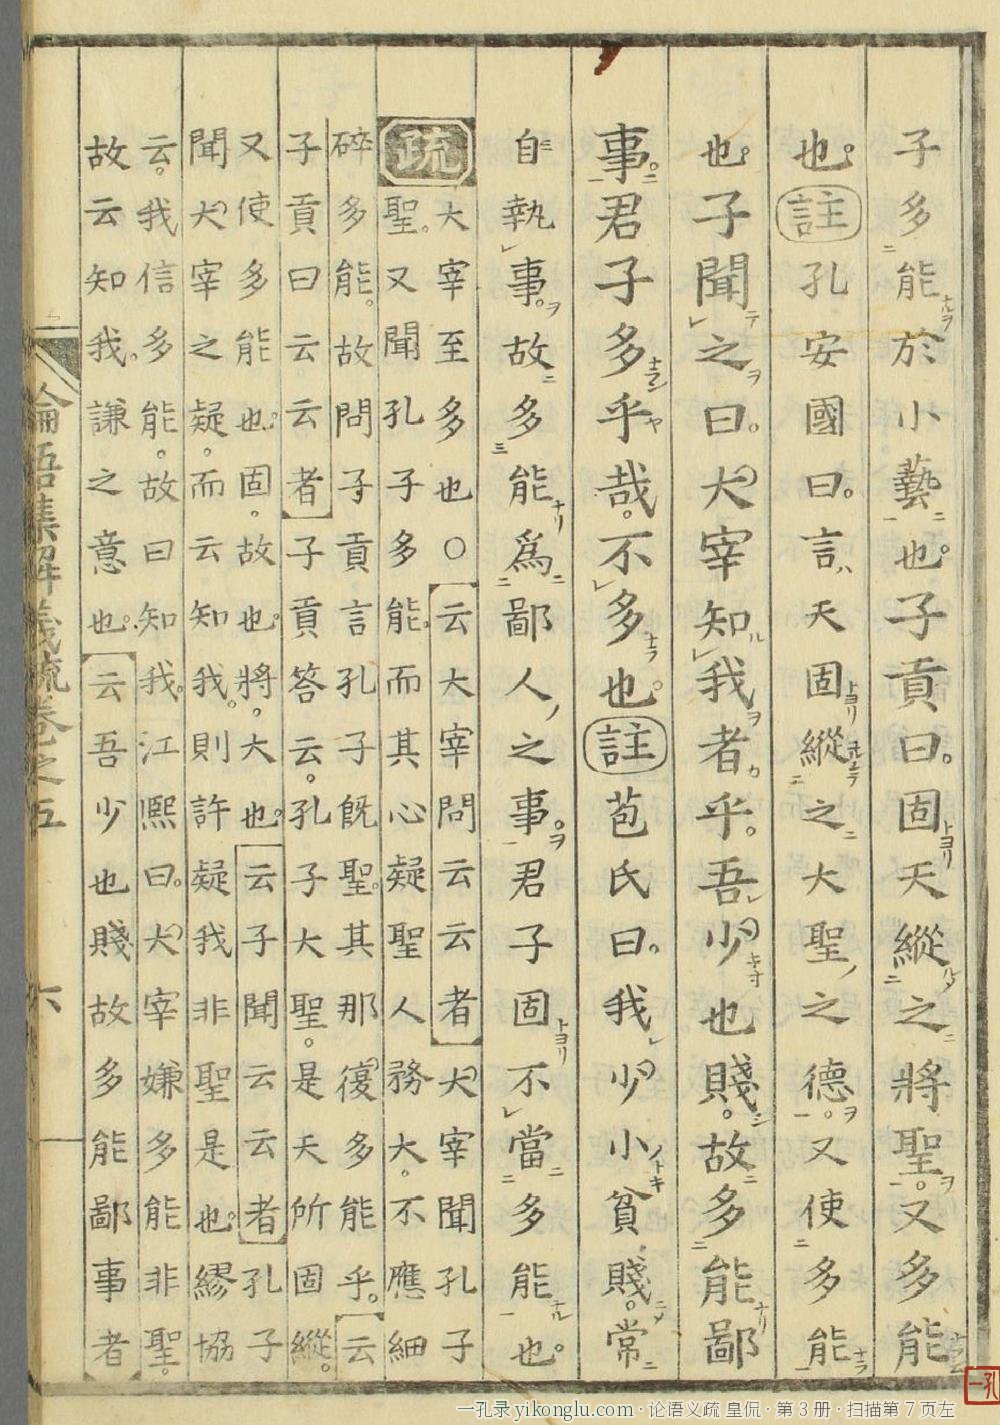 子多能於小藝也子貢曰固天縱之將聖又多能
也註孔安國曰言天固縱之大聖之德又使多能
也子聞之曰大宰知我者乎吾少也賤故多能鄙
事君子多乎哉不多也註苞氏曰我少小貧賤常
自執事故多能爲鄙人之事君子固不當多能也
疏大宰至多也〇云大宰問云云者大宰聞孔子
聖又聞孔子多能而其心疑聖人務大不應細
碎多能故問子貢言孔子既聖其那復多能乎云
子貢曰云云者子貢答云孔子大聖是天所固縱
又使多能也固故也將大也云子聞云云者孔子
聞大宰之疑而云知我則許疑我非聖是也繆協
云我信多能故曰知我江熙曰大宰嫌多能非聖
故云知我謙之意也云吾少也賤故多能鄙事者
論語集解義疏卷之五
六
一孔
一孔录 yikonglu.com · 论语义疏 皇侃 · 第 3 册 · 扫描第 7 页左